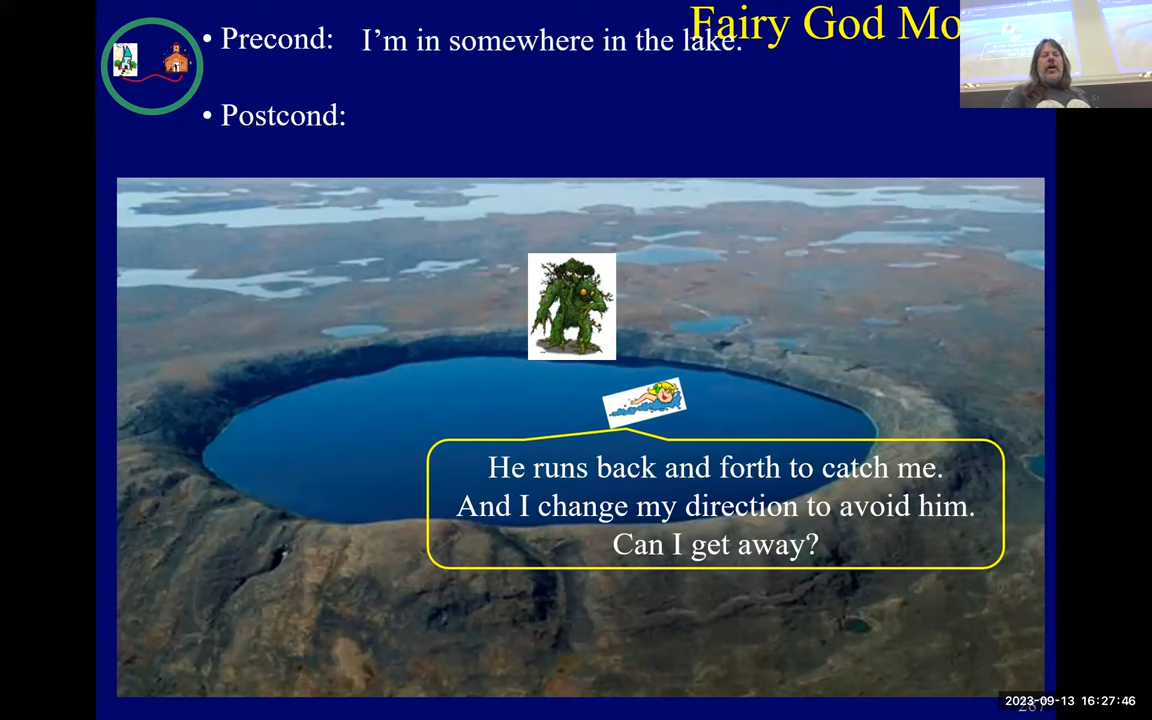 Fairy God Mo
• Precond: I'm in somewhere in the lake.
• Postcond:
He runs back and forth to catch me.
And I change my direction to avoid him.
Can I get away?
2023-09-13 16:27:46